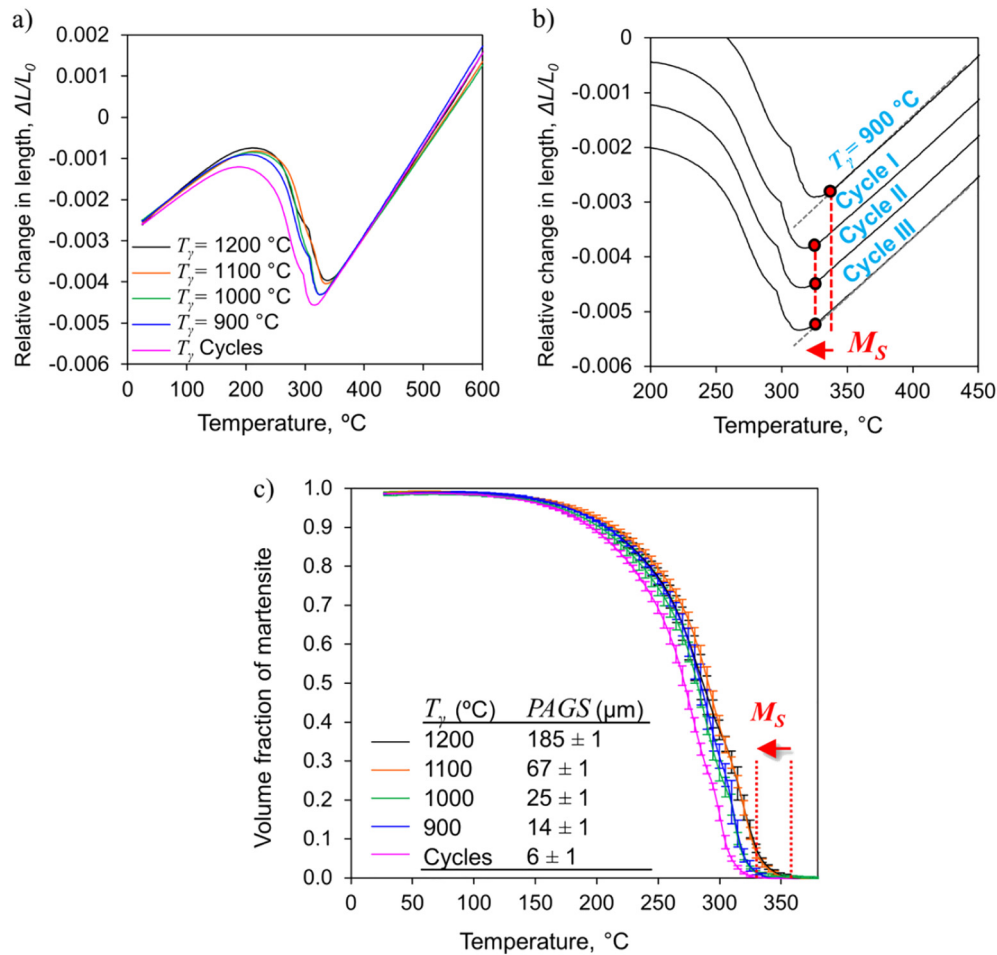 a)
0.002
0.001
0
-0.001
-0.002
-0.003
-0.004
-0.005
-0.006
Relative change in length, ΔL/L0
Tγ = 1200 °C
Tγ = 1100 °C
Tγ = 1000 °C
Tγ = 900 °C
Tγ Cycles
0 100 200 300 400 500 600
Temperature, ºC
b)
0
-0.001
-0.002
-0.003
-0.004
-0.005
-0.006
Relative change in length, ΔL/L0
Tγ = 900 °C
Cycle I
Cycle II
Cycle III
MS
200 250 300 350 400 450
Temperature, °C
c)
1.0
0.9
0.8
0.7
0.6
0.5
0.4
0.3
0.2
0.1
0.0
Volume fraction of martensite
Tγ (ºC) PAGS (µm)
1200 185 ± 1
1100 67 ± 1
1000 25 ± 1
900 14 ± 1
Cycles 6 ± 1
MS
0 50 100 150 200 250 300 350
Temperature, °C